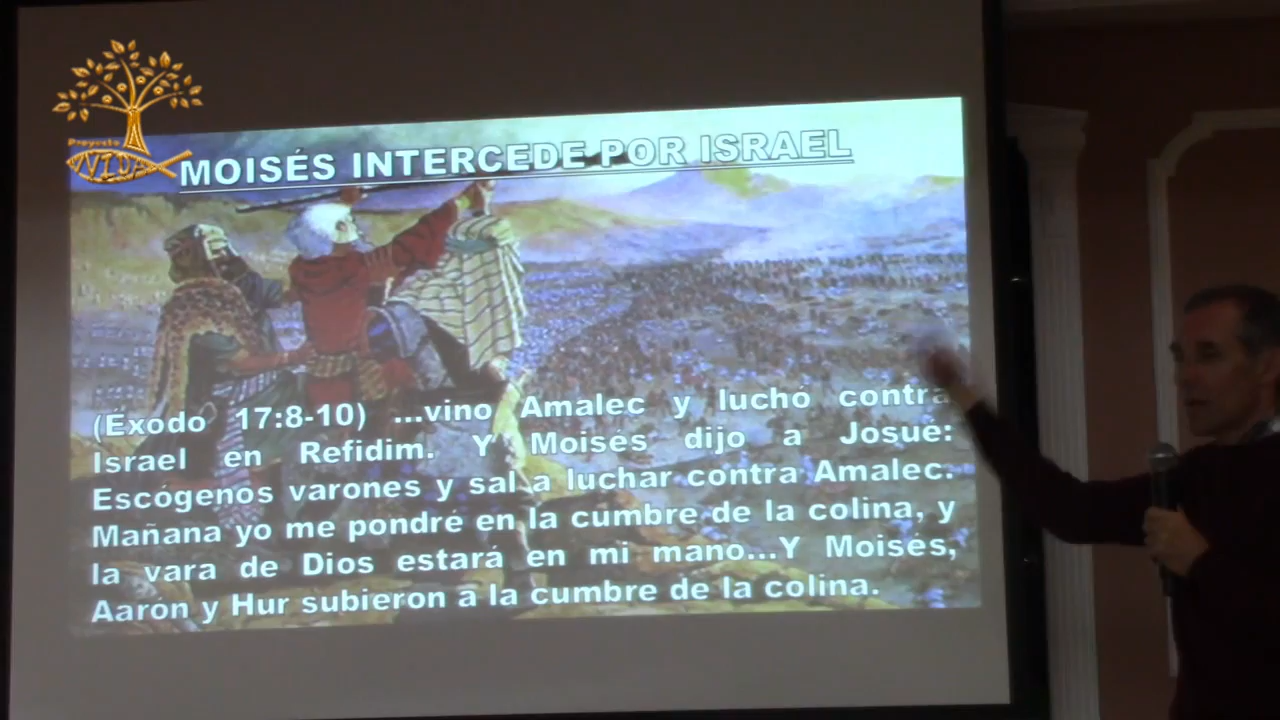 Proyecto
VIDA
MOISÉS INTERCEDE POR ISRAEL
(Exodo 17:8-10) ...vino Amalec y luchó contra
Israel en Refidim. Y Moisés dijo a Josué:
Escógenos varones y sal a luchar contra Amalec.
Mañana yo me pondré en la cumbre de la colina, y
la vara de Dios estará en mi mano...Y Moisés,
Aarón y Hur subieron a la cumbre de la colina.